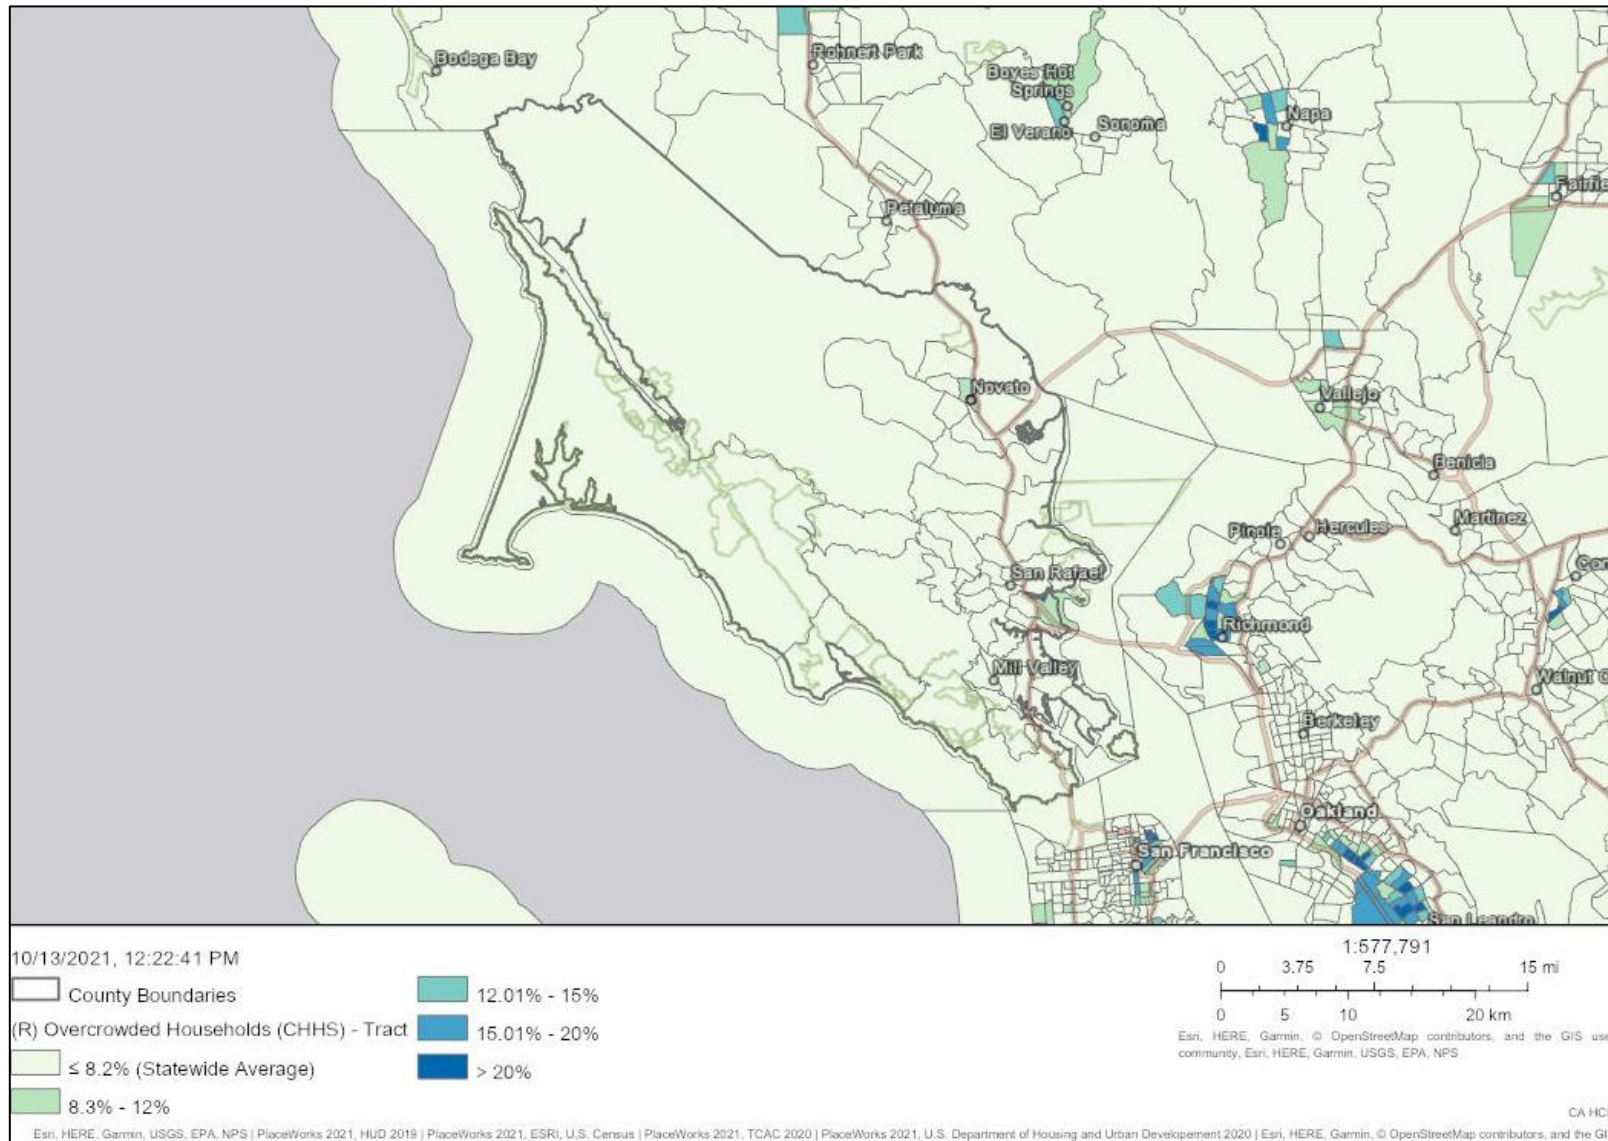 Bodega Bay
Rohnert Park
Boyes Hot
Springs
El Verano
Sonoma
Napa
Fairfie
Petaluma
Novato
Vallejo
Benicia
Martinez
Pinole
Hercules
Con
San Rafael
Richmond
Mill Valley
Walnut C
Berkeley
Oakland
San Francisco
San Leandro
10/13/2021, 12:22:41 PM
County Boundaries
(R) Overcrowded Households (CHHS) - Tract
≤ 8.2% (Statewide Average)
8.3% - 12%
12.01% - 15%
15.01% - 20%
> 20%
1:577,791
0 3.75 7.5 15 mi
0 5 10 20 km
Esri, HERE, Garmin, © OpenStreetMap contributors, and the GIS use
community, Esri, HERE, Garmin, USGS, EPA, NPS
CA HC
Esri, HERE, Garmin, USGS, EPA, NPS | PlaceWorks 2021, HUD 2019 | PlaceWorks 2021, ESRI, U.S. Census | PlaceWorks 2021, TCAC 2020 | PlaceWorks 2021, U.S. Department of Housing and Urban Developement 2020 | Esri, HERE, Garmin, © OpenStreetMap contributors, and the GI